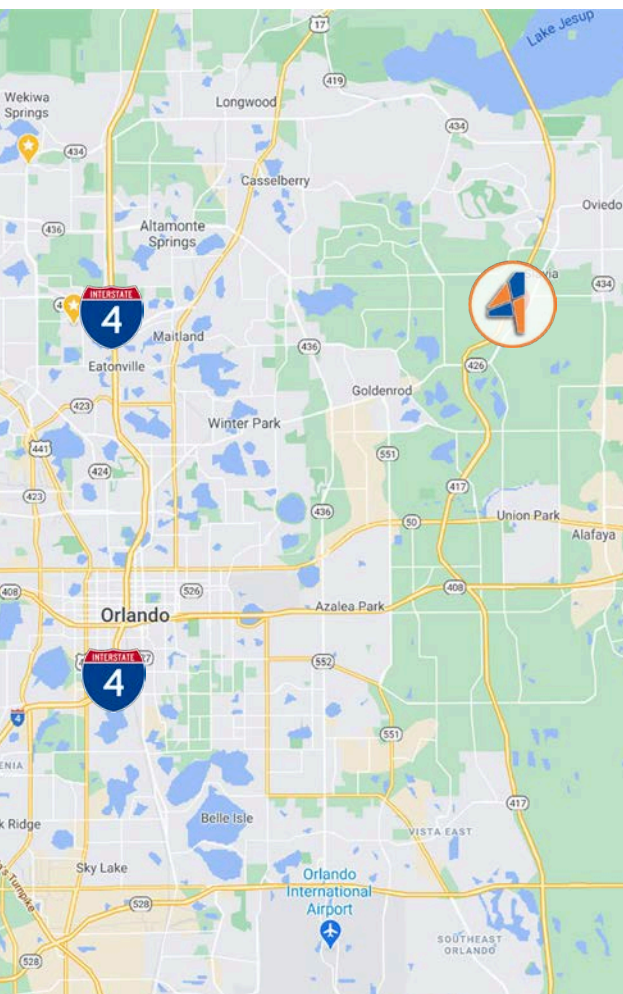 17
Lake Jesup
419
Wekiwa
Springs
Longwood
434
434
Casselberry
Oviedo
436
Altamonte
Springs
434
INTERSTATE
4
4
Maitland
436
Eatonville
426
Goldenrod
423
Winter Park
441
551
424
417
423
436
50
Union Park
Alafaya
408
526
408
Azalea Park
Orlando
INTERSTATE
4
552
4
551
417
Belle Isle
VISTA EAST
Sky Lake
Orlando
International
Airport
528
SOUTHEAST
ORLANDO
528